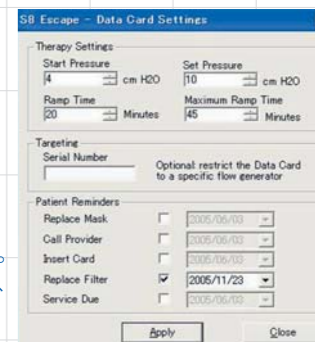 S8 Escape - Data Card Settings
Therapy Settings
Start Pressure
4 cm H2O
Set Pressure
10 cm H2O
Ramp Time
20 Minutes
Maximum Ramp Time
45 Minutes
Targeting
Serial Number
Optional: restrict the Data Card
to a specific flow generator
Patient Reminders
Replace Mask 2005/06/03
Call Provider 2005/06/03
Insert Card 2005/06/03
Replace Filter 2005/11/23
Service Due 2005/06/03
Apply Close